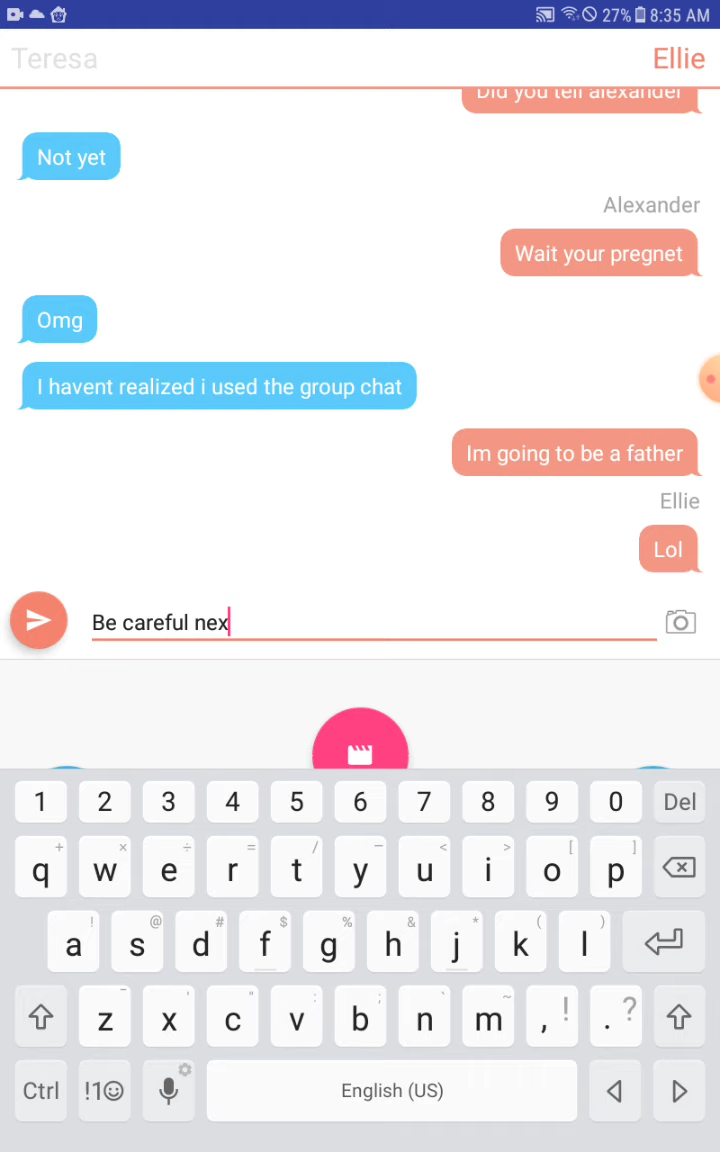 27% 8:35 AM
Teresa Ellie
Did you tell alexander
Not yet
Alexander
Wait your pregnet
Omg
I havent realized i used the group chat
Im going to be a father
Ellie
Lol
Be careful nex
1 2 3 4 5 6 7 8 9 0 Del
+ × ÷ = / – < > [ ]
q w e r t y u i o p
! @ # $ % & * ( )
a s d f g h j k l
- ' " : ; ` ~ ! ?
z x c v b n m , .
Ctrl !1☺ English (US)